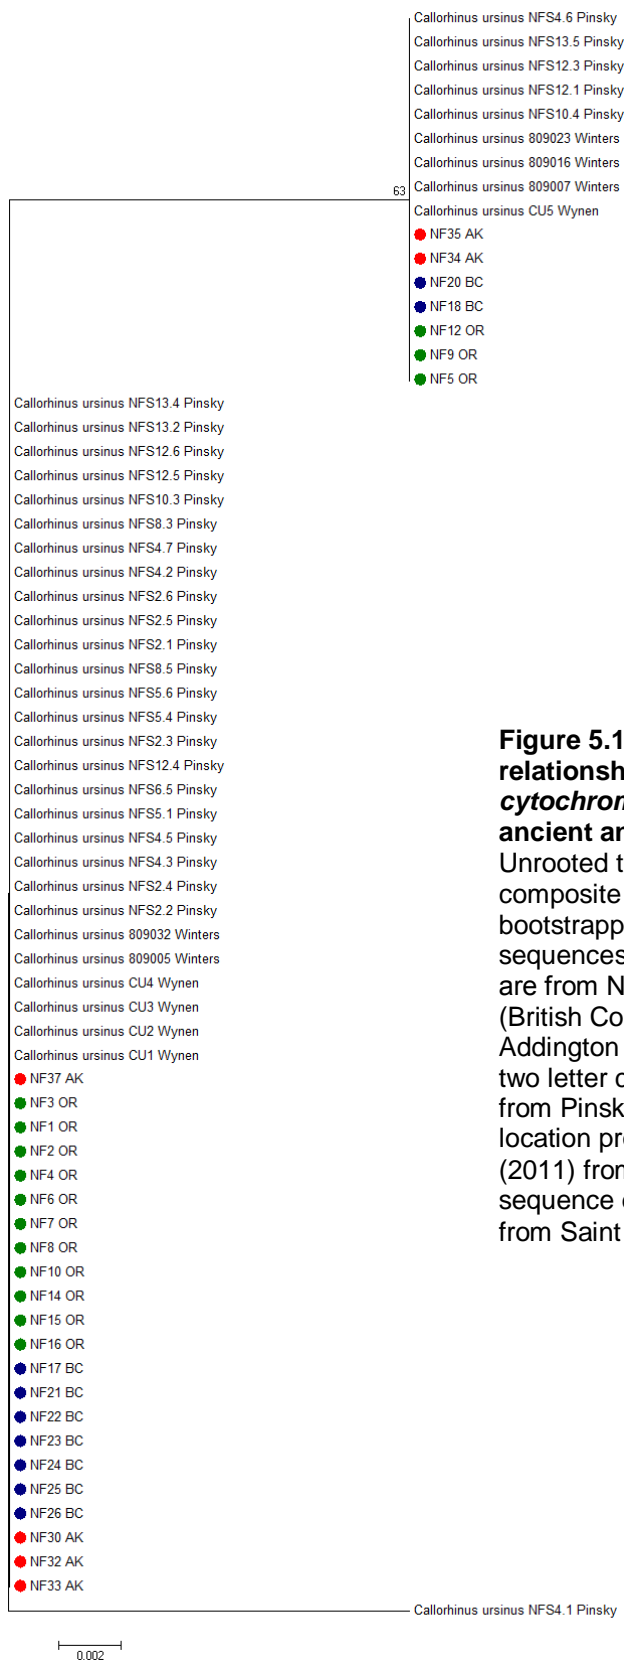 Callorhinus ursinus NFS4.6 Pinsky
Callorhinus ursinus NFS13.5 Pinsky
Callorhinus ursinus NFS12.3 Pinsky
Callorhinus ursinus NFS12.1 Pinsky
Callorhinus ursinus NFS10.4 Pinsky
Callorhinus ursinus 809023 Winters
Callorhinus ursinus 809016 Winters
63
Callorhinus ursinus 809007 Winters
Callorhinus ursinus CU5 Wynen
NF35 AK
NF34 AK
NF20 BC
NF18 BC
NF12 OR
NF9 OR
NF5 OR
Callorhinus ursinus NFS13.4 Pinsky
Callorhinus ursinus NFS13.2 Pinsky
Callorhinus ursinus NFS12.6 Pinsky
Callorhinus ursinus NFS12.5 Pinsky
Callorhinus ursinus NFS10.3 Pinsky
Callorhinus ursinus NFS8.3 Pinsky
Callorhinus ursinus NFS4.7 Pinsky
Callorhinus ursinus NFS4.2 Pinsky
Callorhinus ursinus NFS2.6 Pinsky
Callorhinus ursinus NFS2.5 Pinsky
Callorhinus ursinus NFS2.1 Pinsky
Callorhinus ursinus NFS8.5 Pinsky
Callorhinus ursinus NFS5.6 Pinsky
Callorhinus ursinus NFS5.4 Pinsky
Callorhinus ursinus NFS2.3 Pinsky
Callorhinus ursinus NFS12.4 Pinsky
Callorhinus ursinus NFS6.5 Pinsky
Callorhinus ursinus NFS5.1 Pinsky
Callorhinus ursinus NFS4.5 Pinsky
Callorhinus ursinus NFS4.3 Pinsky
Callorhinus ursinus NFS2.4 Pinsky
Callorhinus ursinus NFS2.2 Pinsky
Callorhinus ursinus 809032 Winters
Callorhinus ursinus 809005 Winters
Callorhinus ursinus CU4 Wynen
Callorhinus ursinus CU3 Wynen
Callorhinus ursinus CU2 Wynen
Callorhinus ursinus CU1 Wynen
NF37 AK
NF3 OR
NF1 OR
NF2 OR
NF4 OR
NF6 OR
NF7 OR
NF8 OR
NF10 OR
NF14 OR
NF15 OR
NF16 OR
NF17 BC
NF21 BC
NF22 BC
NF23 BC
NF24 BC
NF25 BC
NF26 BC
NF30 AK
NF32 AK
NF33 AK
Callorhinus ursinus NFS4.1 Pinsky
0.002
Figure 5.1
relationsh
cytochrom
ancient an
Unrooted t
composite
bootstrapp
sequences
are from N
(British Co
Addington
two letter c
from Pinsk
location pr
(2011) from
sequence
from Saint